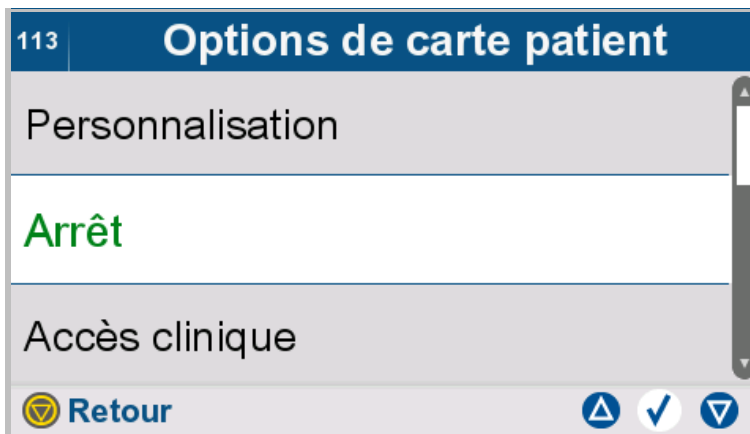 113
Options de carte patient
Personnalisation
Arrêt
Accès clinique
Retour